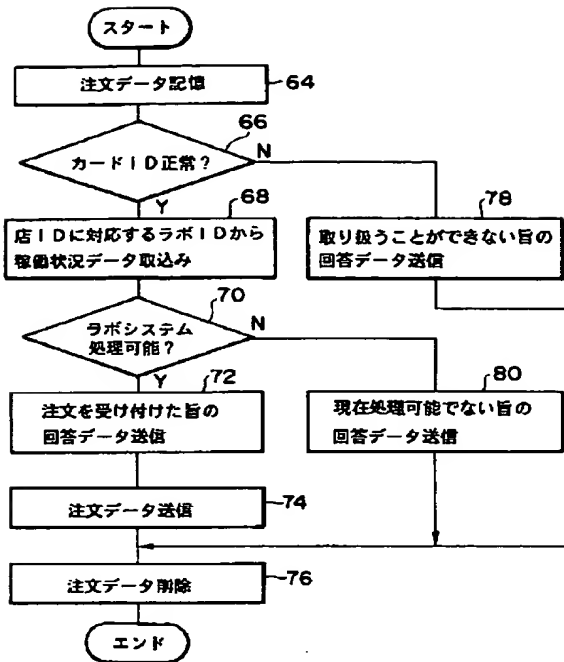 スタート
注文データ記憶
64
66
カードID正常?
N
Y
68
店IDに対応するラボIDから
稼働状況データ取込み
78
取り扱うことができない旨の
回答データ送信
70
ラボシステム
処理可能?
N
Y
72
注文を受け付けた旨の
回答データ送信
80
現在処理可能でない旨の
回答データ送信
注文データ送信
74
注文データ削除
76
エンド